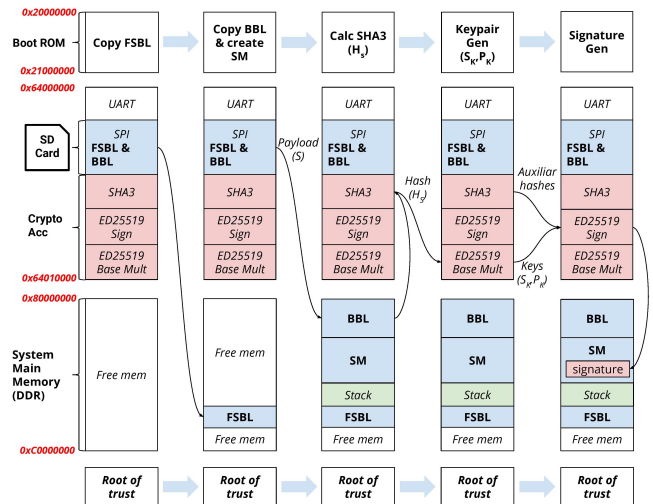 0x20000000
Boot ROM
0x21000000
Copy FSBL
Copy BBL
& create
SM
Calc SHA3
(Hs)
Keypair
Gen
(SK,PK)
Signature
Gen
0x64000000
SD
Card
Crypto
Acc
0x64010000
0x80000000
System
Main
Memory
(DDR)
0xC0000000
UART
SPI
FSBL &
BBL
SHA3
ED25519
Sign
ED25519
Base Mult
Free mem
Root of
trust
UART
SPI
FSBL &
BBL
SHA3
ED25519
Sign
ED25519
Base Mult
Free mem
FSBL
Free mem
Root of
trust
Payload
(S)
UART
SPI
FSBL &
BBL
SHA3
ED25519
Sign
ED25519
Base Mult
BBL
SM
Stack
FSBL
Free mem
Root of
trust
Hash
(HS)
UART
SPI
FSBL &
BBL
SHA3
ED25519
Sign
ED25519
Base Mult
BBL
SM
Stack
FSBL
Free mem
Root of
trust
Auxiliar
hashes
Keys
(SK,PK)
UART
SPI
FSBL &
BBL
SHA3
ED25519
Sign
ED25519
Base Mult
BBL
SM
signature
Stack
FSBL
Free mem
Root of
trust